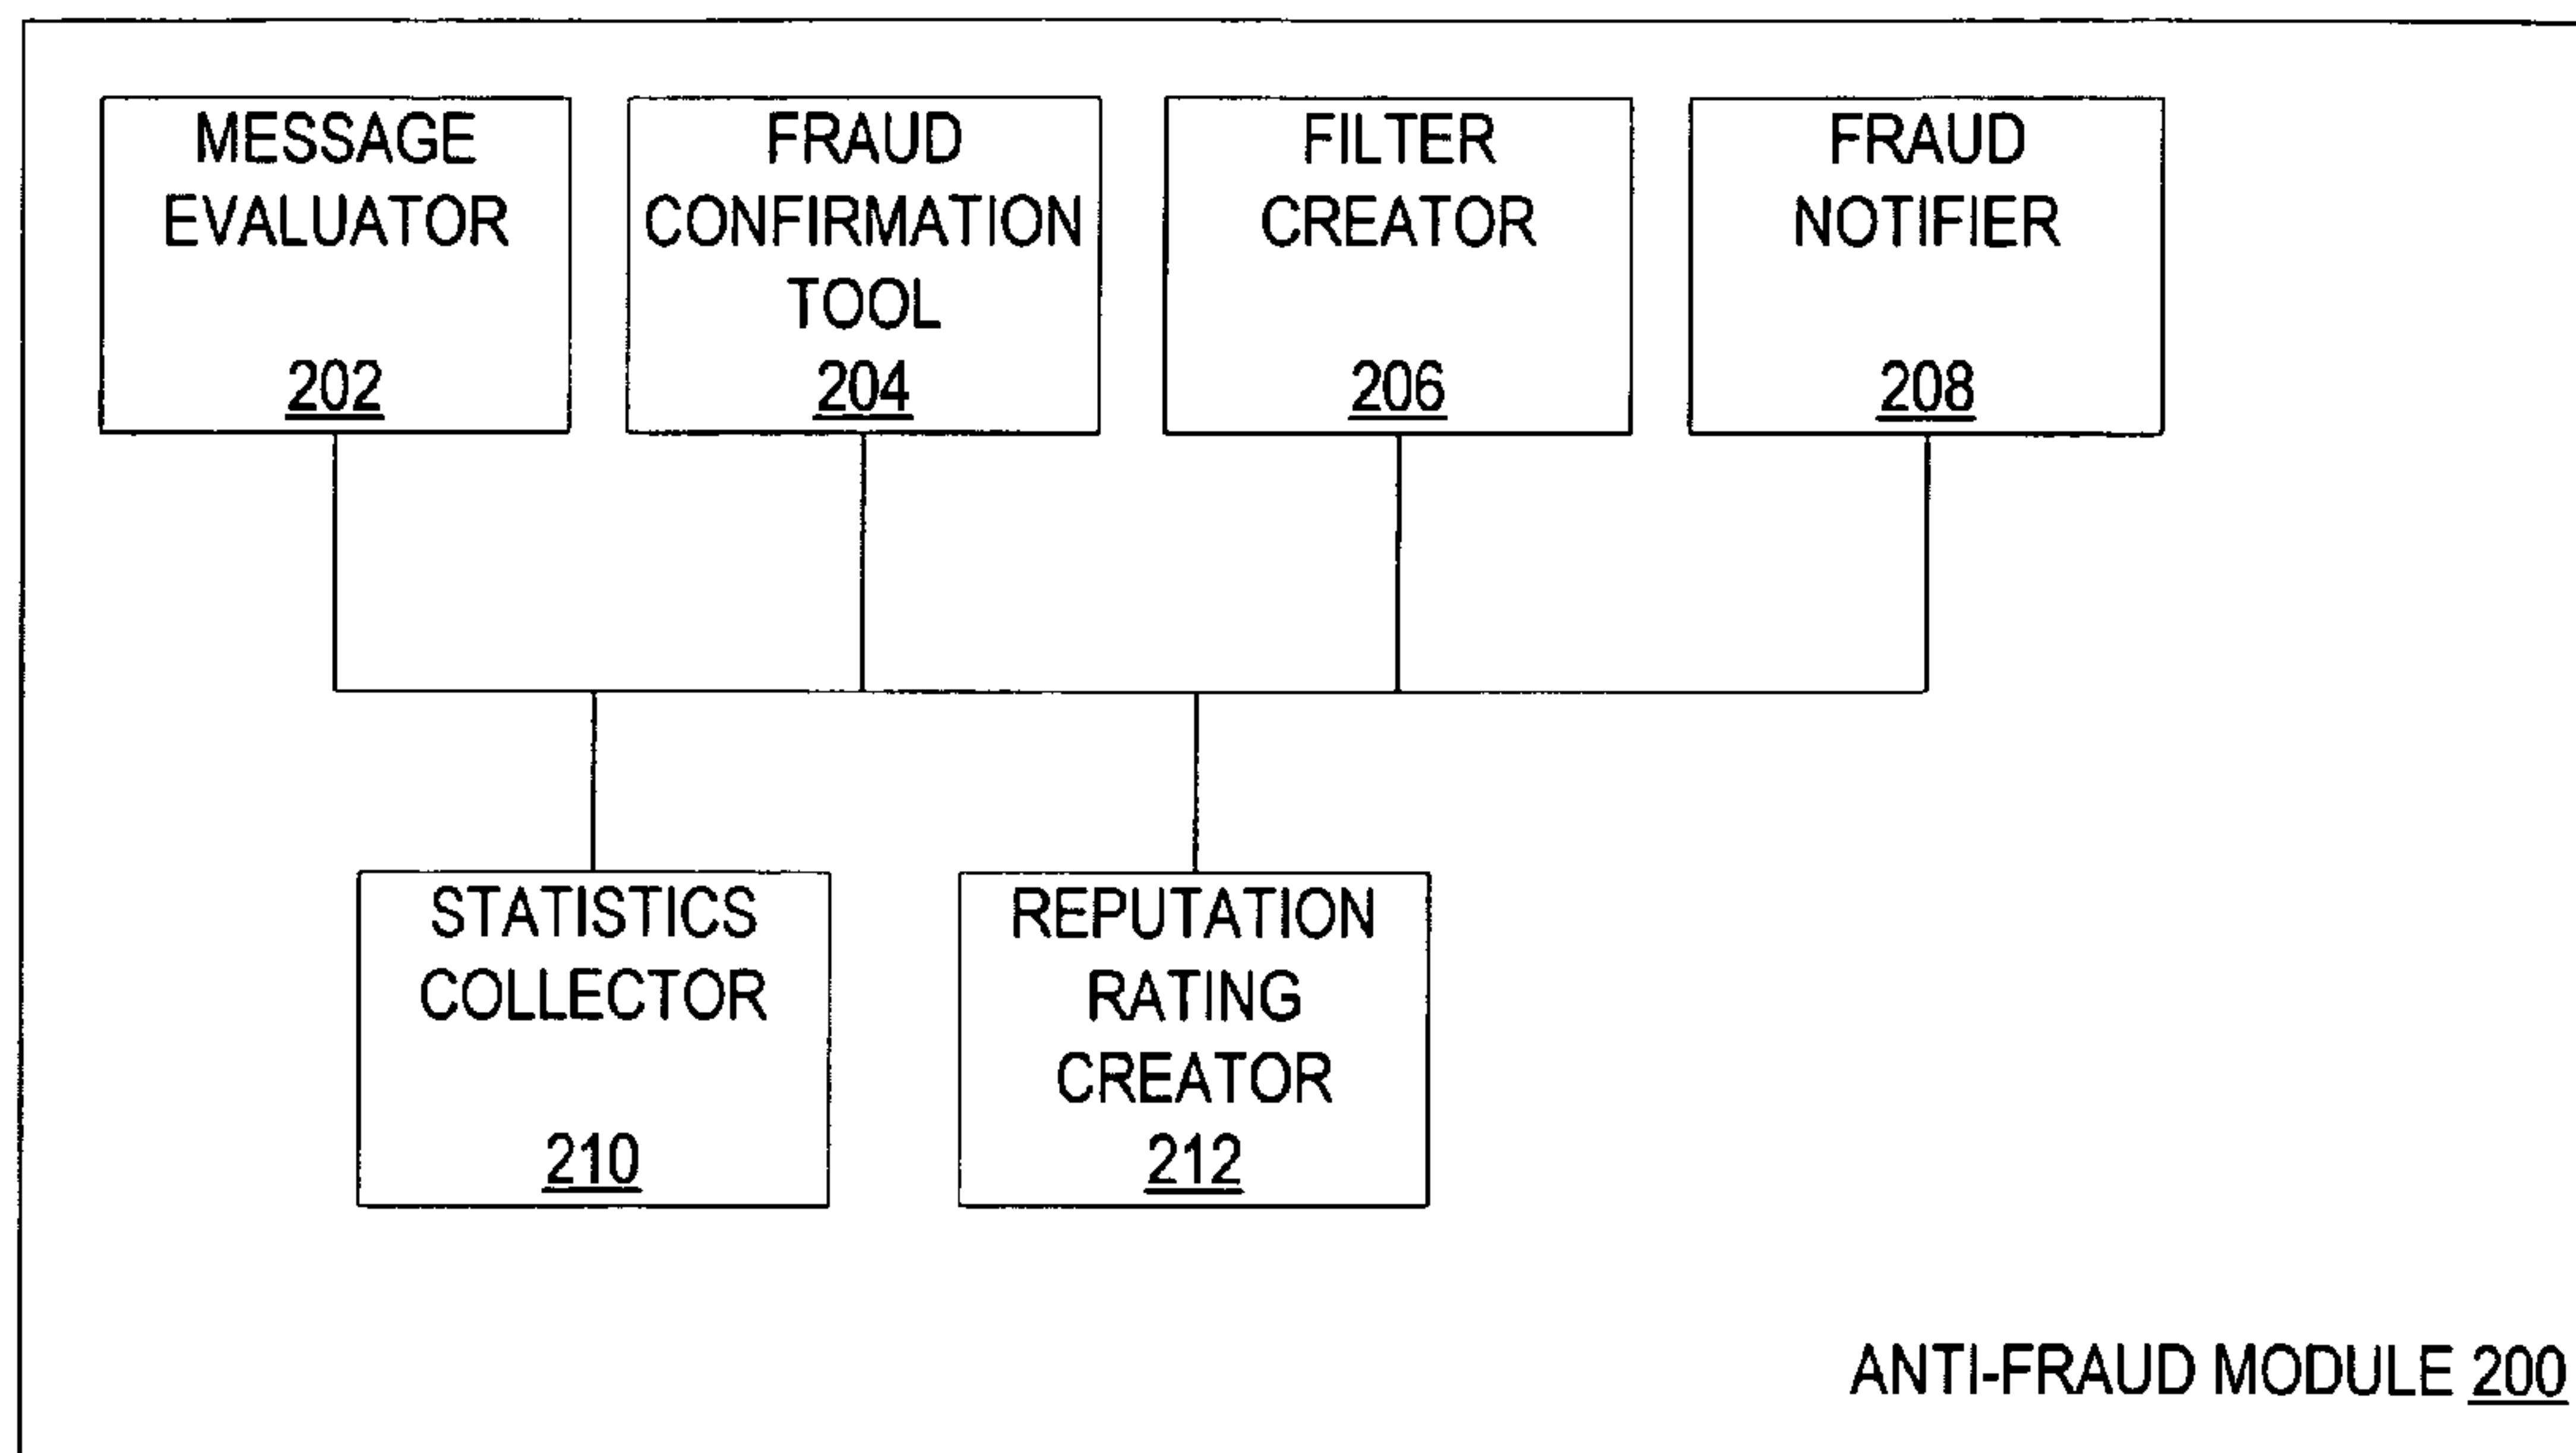 MESSAGE
EVALUATOR
202
FRAUD
CONFIRMATION
TOOL
204
FILTER
CREATOR
206
FRAUD
NOTIFIER
208
STATISTICS
COLLECTOR
210
REPUTATION
RATING
CREATOR
212
ANTI-FRAUD MODULE 200